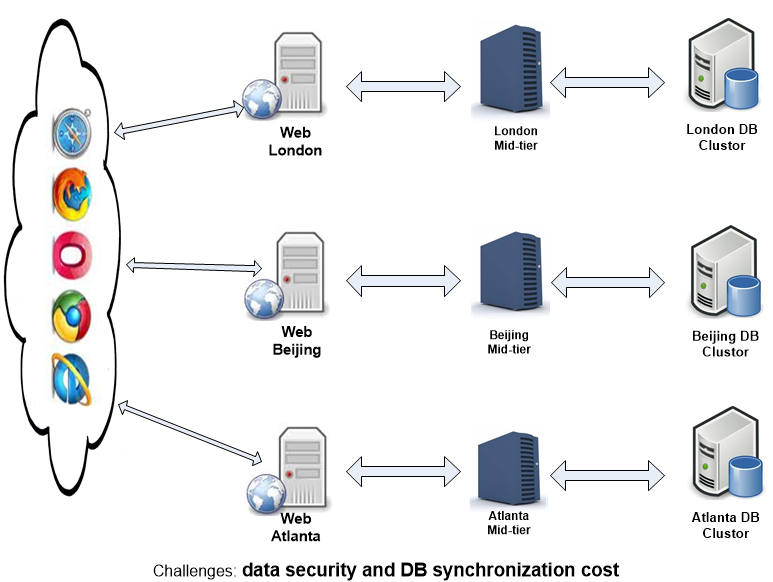 Web
London
London
Mid-tier
London DB
Clustor
Web
Beijing
Beijing
Mid-tier
Beijing DB
Clustor
Web
Atlanta
Atlanta
Mid-tier
Atlanta DB
Clustor
Challenges: data security and DB synchronization cost